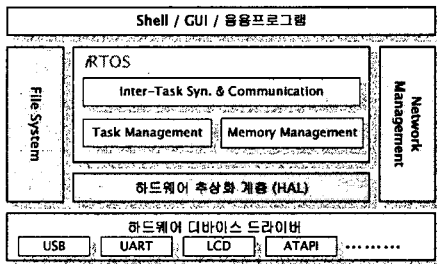 Shell / GUI / 응용프로그램
File System
iRTOS
Inter-Task Syn. & Communication
Task Management
Memory Management
Network Management
하드웨어 추상화 계층 (HAL)
하드웨어 디바이스 드라이버
USB
UART
LCD
ATAPI
………